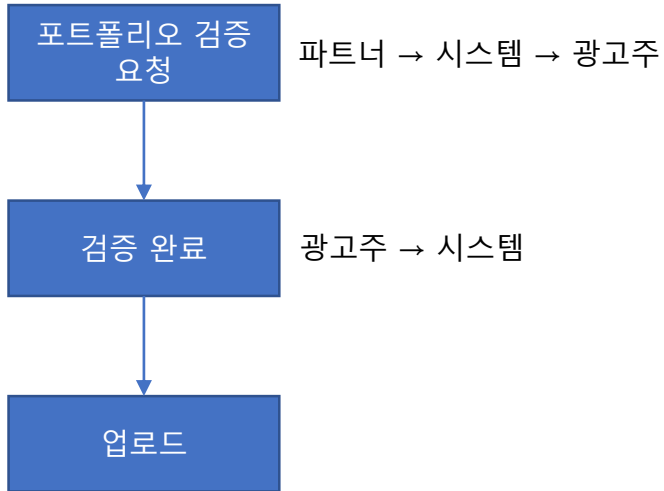 포트폴리오 검증
요청
파트너 → 시스템 → 광고주
검증 완료
광고주 → 시스템
업로드